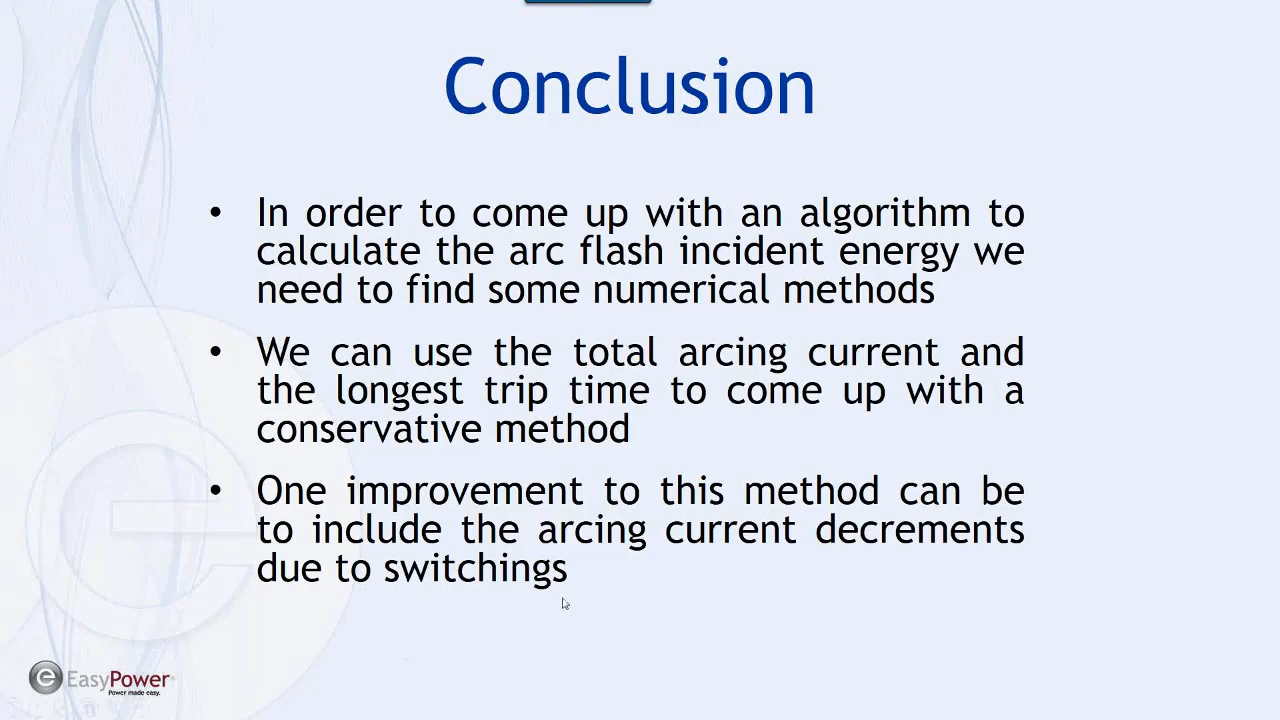 Conclusion
• In order to come up with an algorithm to
calculate the arc flash incident energy we
need to find some numerical methods
• We can use the total arcing current and
the longest trip time to come up with a
conservative method
• One improvement to this method can be
to include the arcing current decrements
due to switchings
e EasyPower
Power made easy.